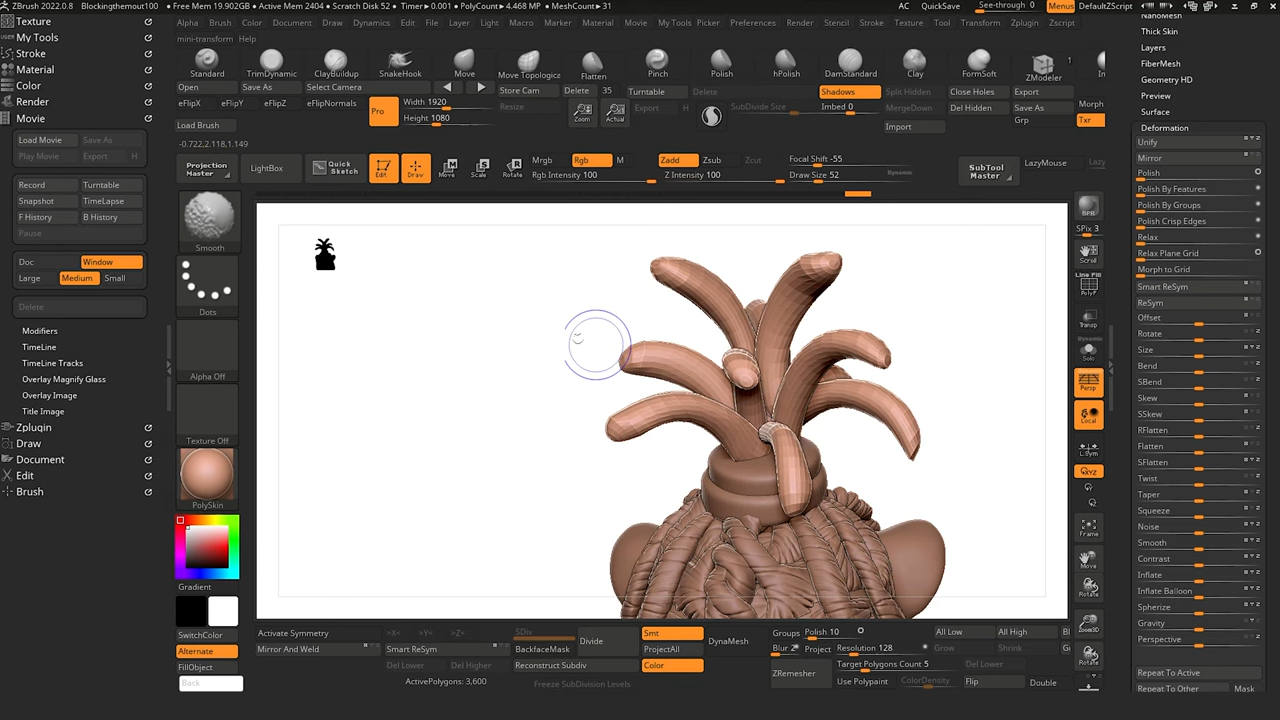 ZBrush 2022.0.8 Blockingthemout100 • Free Mem 19.902GB • Active Mem 2404 • Scratch Disk 52 • Timer▸0.001 • PolyCount▸4.468 MP • MeshCount▸31 AC QuickSave See-through 0 Menus DefaultZScript
Alpha Brush Color Document Draw Dynamics Edit File Layer Light Macro Marker Material Movie My Tools Picker Preferences Render Stencil Stroke Texture Tool Transform Zplugin Zscript
mini-transform Help
Texture
My Tools
Stroke
Material
Color
Render
Movie
Load Movie Save As
Play Movie Export H
Record Turntable
Snapshot TimeLapse
F History B History
Pause
Doc Window
Large Medium Small
Delete
Modifiers
TimeLine
TimeLine Tracks
Overlay Magnify Glass
Overlay Image
Title Image
Zplugin
Draw
Document
Edit
Brush
Standard TrimDynamic ClayBuildup SnakeHook Move Move Topologica Flatten Pinch Polish hPolish DamStandard Clay FormSoft ZModeler 1 In
Open Save As Select Camera Store Cam Delete 35 Turntable Delete Shadows Split Hidden Close Holes Export
eFlipX eFlipY eFlipZ eFlipNormals Pro Width 1920 Height 1080 Resize Zoom Actual Export H SubDivide Size Imbed 0 MergeDown Del Hidden Save As Morph
Grp Txr
Load Brush Import
-0.722,2.118,1.149
Projection Master LightBox Quick Sketch Edit Draw Move Scale Rotate Mrgb Rgb M Zadd Zsub Zcut Focal Shift -55 SubTool Master LazyMouse Lazy
Rgb Intensity 100 Z Intensity 100 Draw Size 52 Dynamic
Smooth
Dots
Alpha Off
Texture Off
PolySkin
Gradient
SwitchColor
Alternate
FillObject
Back
BPR
SPix 3
Scroll
Line Fill
PolyF
Transp
Dynamic
Solo
Dynamic
Persp
Local
L.Sym
XYZ
Frame
Move
Rotate
Zoom3D
Rotate
NanoMesh
Thick Skin
Layers
FiberMesh
Geometry HD
Preview
Surface
Deformation
Unify
Mirror
Polish
Polish By Features
Polish By Groups
Polish Crisp Edges
Relax
Relax Plane Grid
Morph to Grid
Smart ReSym
ReSym
Offset
Rotate
Size
Bend
SBend
Skew
SSkew
RFlatten
Flatten
SFlatten
Twist
Taper
Squeeze
Noise
Smooth
Contrast
Inflate
Inflate Balloon
Spherize
Gravity
Perspective
Repeat To Active
Repeat To Other Mask
Activate Symmetry >X< >Y< >Z< SDiv Divide Smt DynaMesh Groups Polish 10 All Low All High Bl
Mirror And Weld Smart ReSym BackfaceMask ProjectAll Blur 2 Project Resolution 128 Grow Shrink Gr
Del Lower Del Higher Reconstruct Subdiv Color ZRemesher Target Polygons Count 5 Del Lower
ActivePolygons: 3,600 Freeze SubDivision Levels Use Polypaint ColorDensity Flip Double